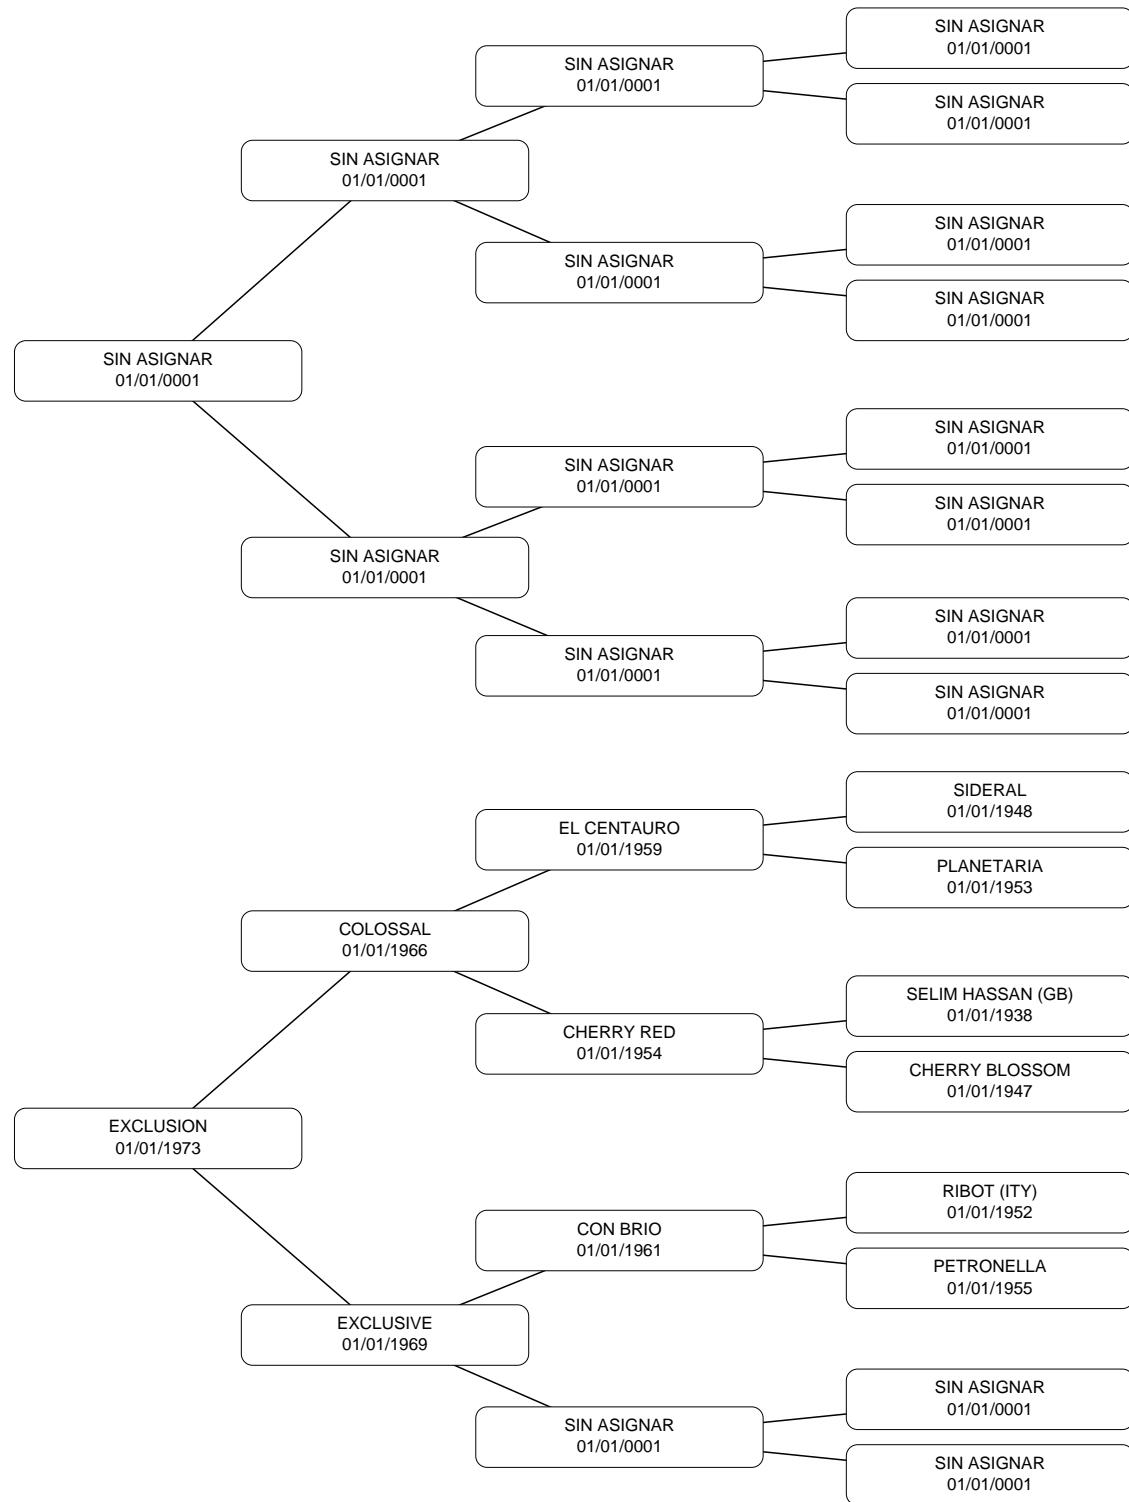 SIN ASIGNAR
01/01/0001
SIN ASIGNAR
01/01/0001
SIN ASIGNAR
01/01/0001
SIN ASIGNAR
01/01/0001
SIN ASIGNAR
01/01/0001
SIN ASIGNAR
01/01/0001
SIN ASIGNAR
01/01/0001
SIN ASIGNAR
01/01/0001
SIN ASIGNAR
01/01/0001
SIN ASIGNAR
01/01/0001
SIN ASIGNAR
01/01/0001
SIN ASIGNAR
01/01/0001
SIN ASIGNAR
01/01/0001
SIN ASIGNAR
01/01/0001
SIN ASIGNAR
01/01/0001
SIDERAL
01/01/1948
EL CENTAURO
01/01/1959
PLANETARIA
01/01/1953
COLOSSAL
01/01/1966
SELIM HASSAN (GB)
01/01/1938
CHERRY RED
01/01/1954
CHERRY BLOSSOM
01/01/1947
EXCLUSION
01/01/1973
RIBOT (ITY)
01/01/1952
CON BRIO
01/01/1961
PETRONELLA
01/01/1955
EXCLUSIVE
01/01/1969
SIN ASIGNAR
01/01/0001
SIN ASIGNAR
01/01/0001
SIN ASIGNAR
01/01/0001